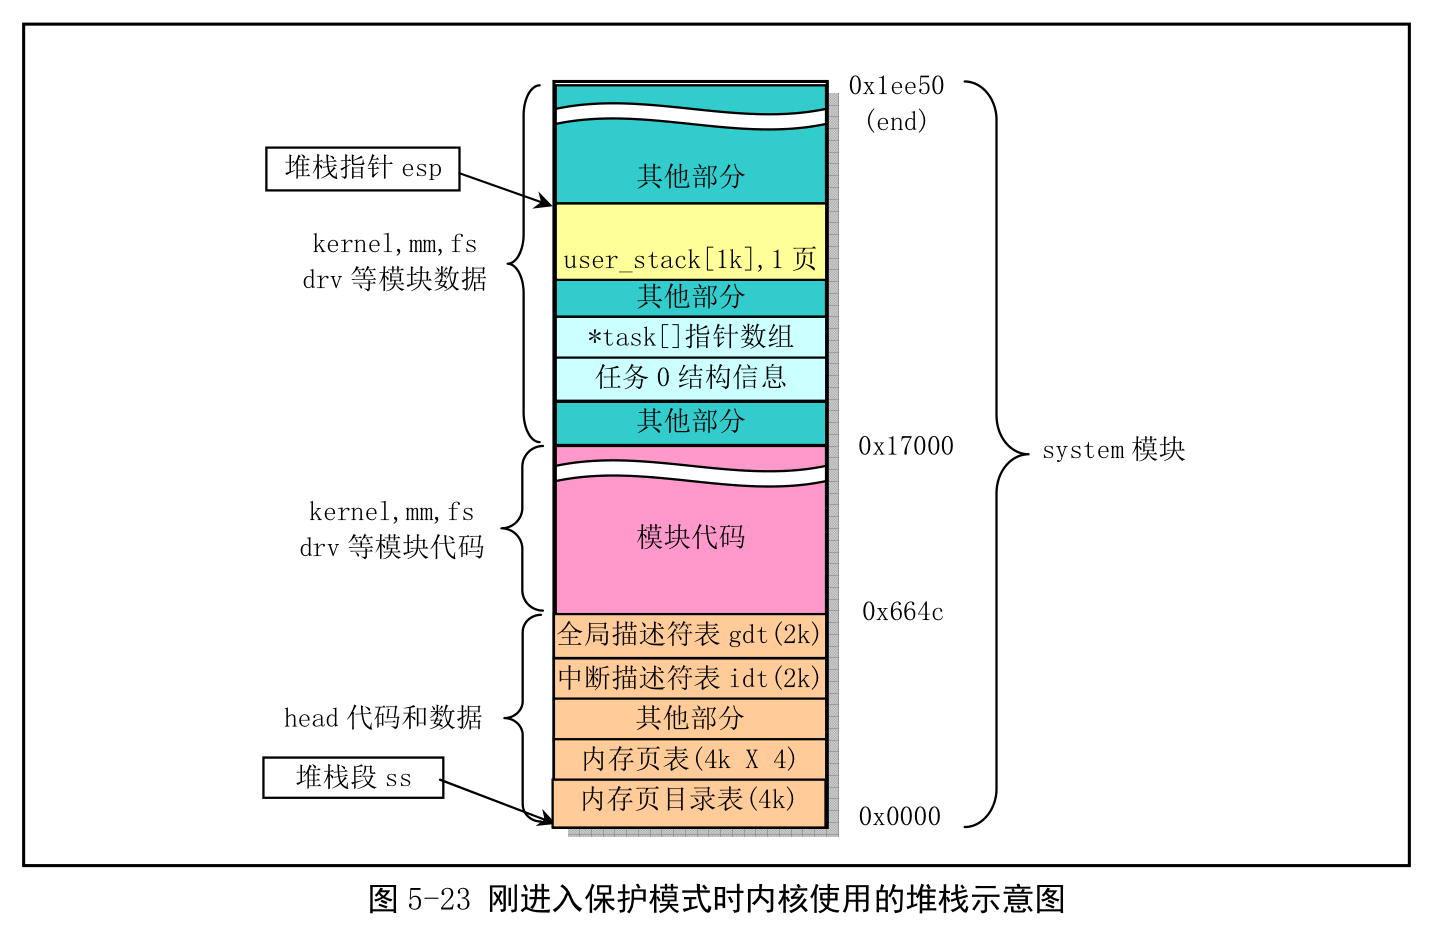 0x1ee50
(end)
其他部分
堆栈指针 esp
kernel,mm,fs
drv 等模块数据
user_stack[1k],1 页
其他部分
*task[]指针数组
任务 0 结构信息
其他部分
0x17000
system 模块
kernel,mm,fs
drv 等模块代码
模块代码
0x664c
全局描述符表 gdt(2k)
中断描述符表 idt(2k)
head 代码和数据
其他部分
内存页表(4k X 4)
堆栈段 ss
内存页目录表(4k)
0x0000
图 5-23 刚进入保护模式时内核使用的堆栈示意图